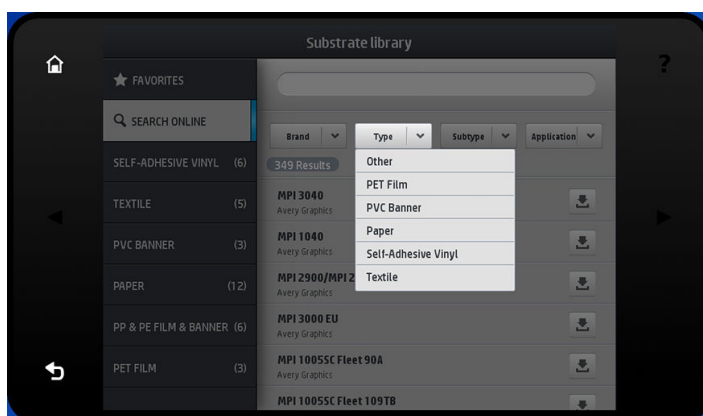 Substrate library
?
FAVORITES
SEARCH ONLINE
SELF-ADHESIVE VINYL (6)
TEXTILE (5)
PVC BANNER (3)
PAPER (12)
PP & PE FILM & BANNER (6)
PET FILM (3)
Brand Type Subtype Application
349 Results
Other
PET Film
PVC Banner
Paper
Self-Adhesive Vinyl
Textile
MPI 3040
Avery Graphics
MPI 1040
Avery Graphics
MPI 2900/MPI 2
Avery Graphics
MPI 3000 EU
Avery Graphics
MPI 1005SC Fleet 90A
Avery Graphics
MPI 1005SC Fleet 109TB